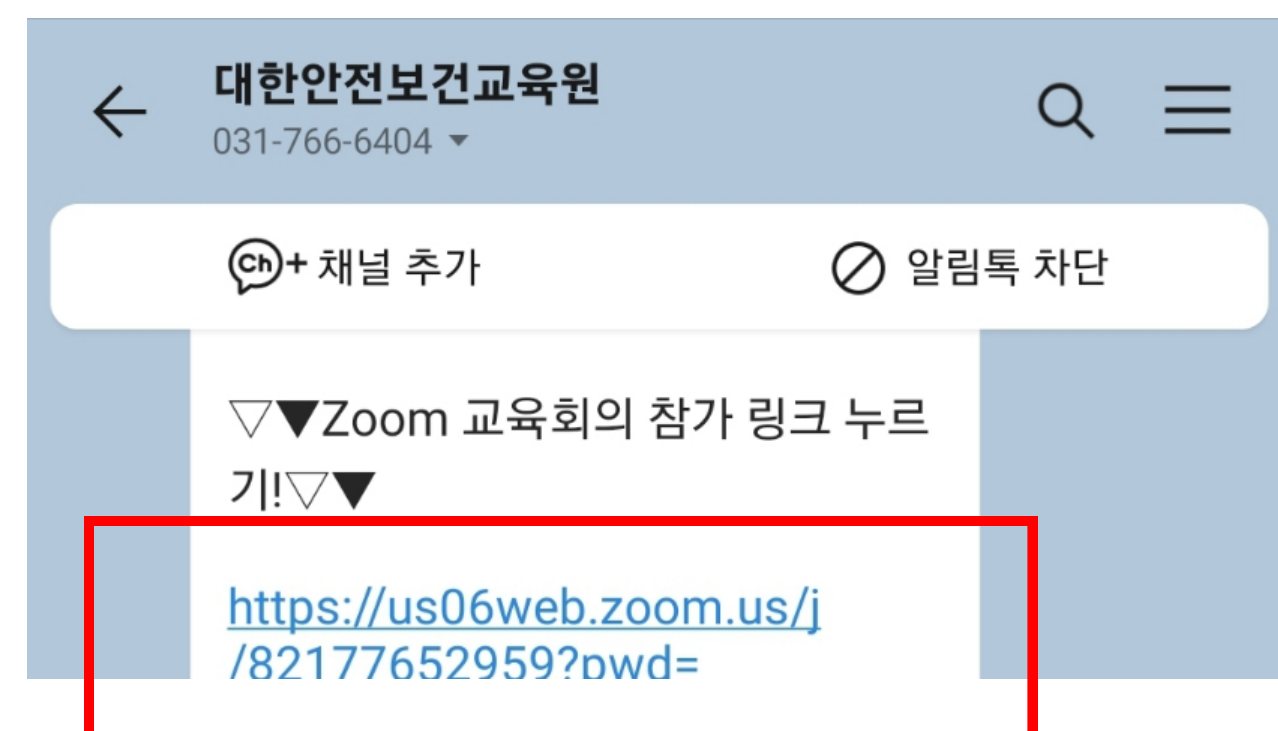 대한안전보건교육원
031-766-6404
Ch+ 채널 추가
알림톡 차단
▽▼Zoom 교육회의 참가 링크 누르
기!▽▼
https://us06web.zoom.us/j
/82177652959?pwd=